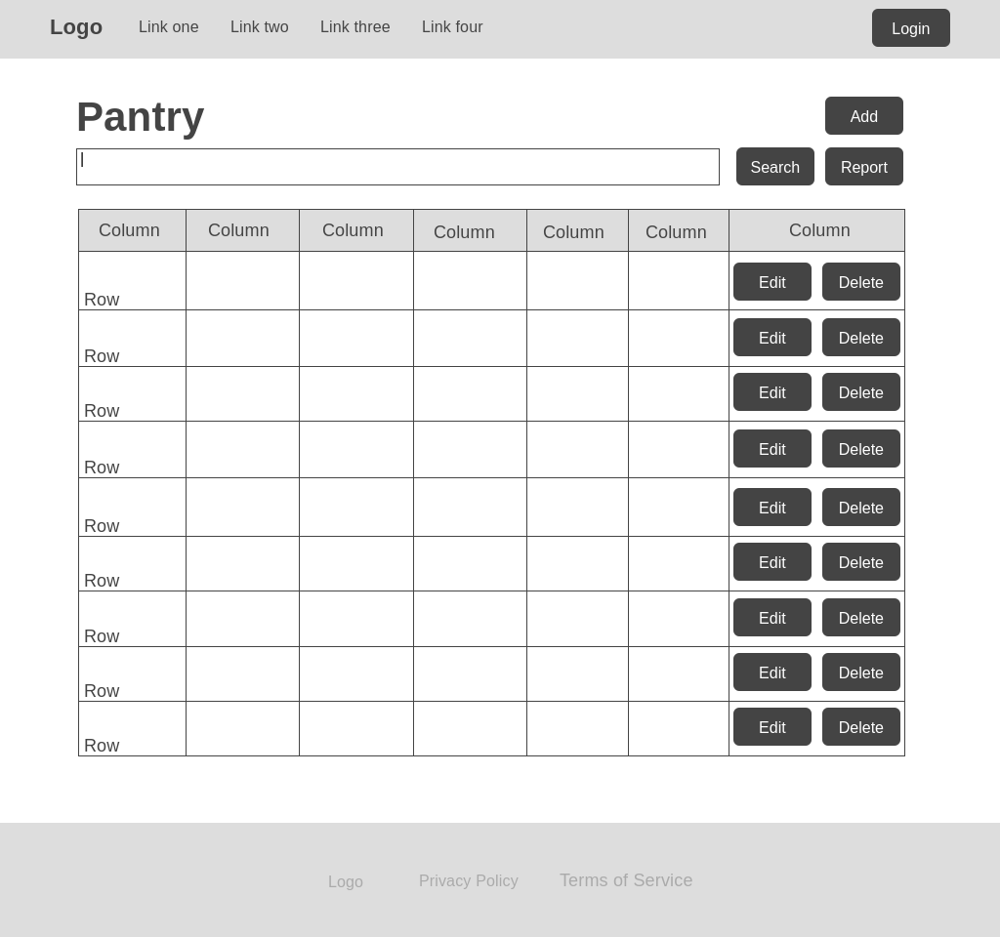 Logo Link one Link two Link three Link four Login
Pantry Add
Search Report
Column Column Column Column Column Column Column
Row Edit Delete
Row Edit Delete
Row Edit Delete
Row Edit Delete
Row Edit Delete
Row Edit Delete
Row Edit Delete
Row Edit Delete
Row Edit Delete
Logo Privacy Policy Terms of Service